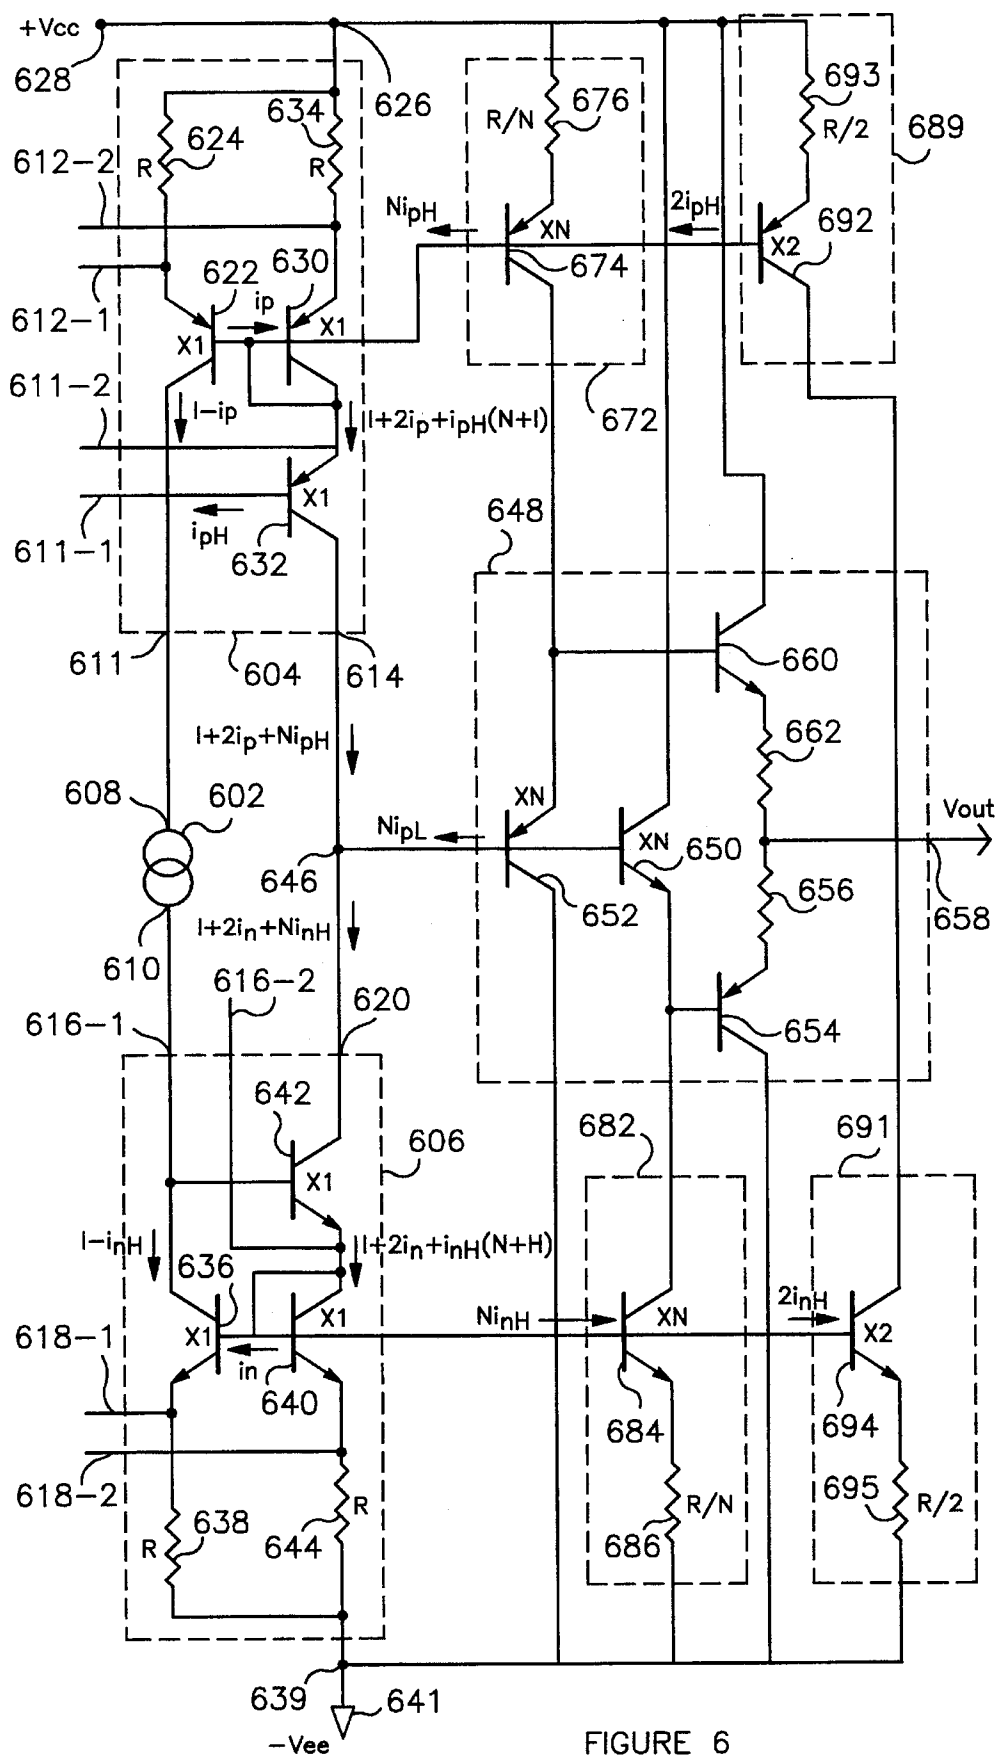 +Vcc
628
634
626
676
693
624
R
R
R/N
R/2
689
612-2
NipH
2ipH
XN
X2
692
630
674
622
ip
612-1
X1
X1
611-2
I-ip
I+2ip+ipH(N+I)
672
X1
648
ipH
611-1
632
660
611
604
614
662
I+2ip+NipH
608
602
XN
Vout
NipL
XN
650
646
656
652
658
I+2in+NinH
610
616-2
620
616-1
654
642
682
691
606
X1
I-inH
I+2in+inH(N+H)
636
X1
NinH
2inH
618-1
X1
XN
X2
in
640
684
694
618-2
695
638
R
R/N
R/2
R
644
686
639
641
-Vee
FIGURE 6